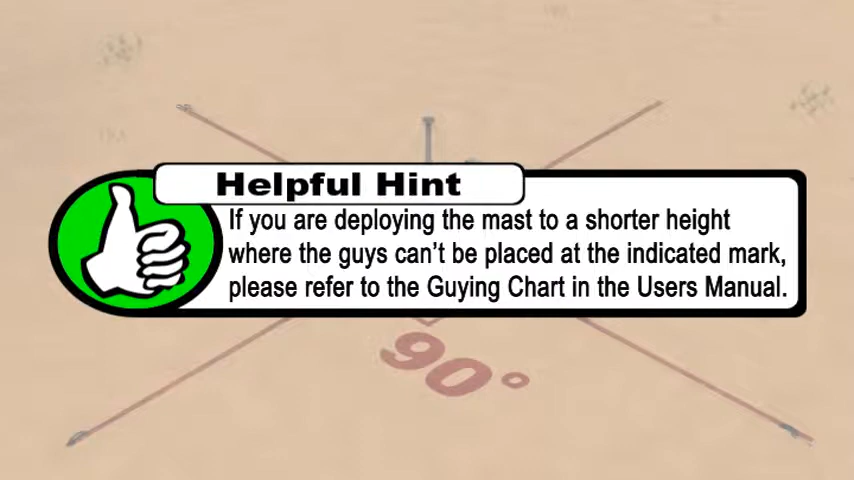 Helpful Hint
If you are deploying the mast to a shorter height
where the guys can't be placed at the indicated mark,
please refer to the Guying Chart in the Users Manual.
90°